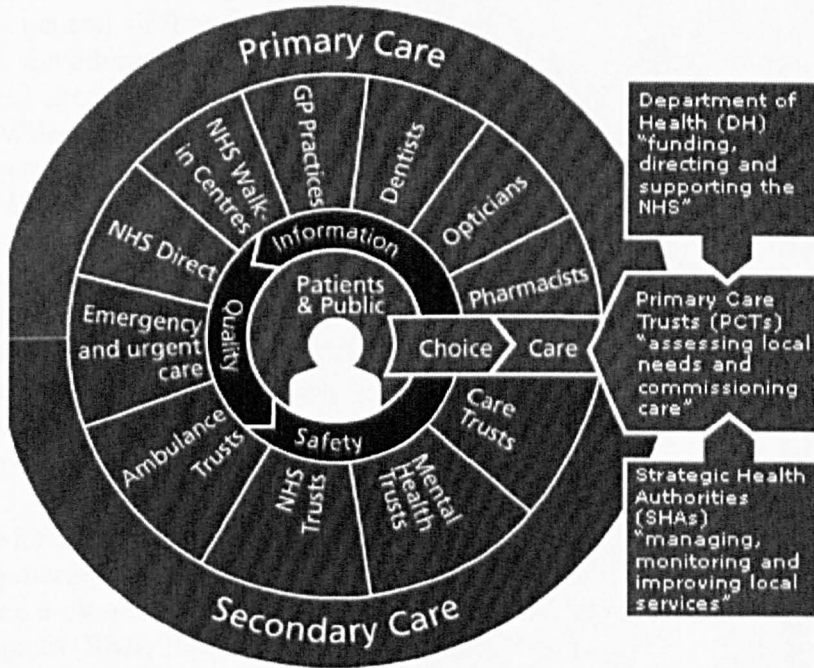 Primary Care
NHS Direct
NHS Walk-
in Centres
GP Practices
Dentists
Opticians
Pharmacists
Emergency
and urgent
care
Ambulance
Trusts
NHS
Trusts
Mental
Health
Trusts
Care
Trusts
Information
Quality
Safety
Patients
& Public
Choice
Care
Secondary Care
Department of
Health (DH)
"funding,
directing and
supporting the
NHS"
Primary Care
Trusts (PCTs)
"assessing local
needs and
commissioning
care"
Strategic Health
Authorities
(SHAs)
"managing,
monitoring and
improving local
services"